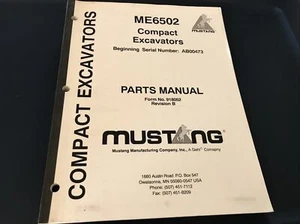 COMPACT EXCAVATORS
ME6502
Compact
Excavators
Beginning Serial Number: AB00473
MUSTANG
PARTS MANUAL
Form No. 918052
Revision B
MUSTANG
Mustang Manufacturing Company, Inc., A Gehl Company
1880 Austin Road, P.O. Box 547
Owatonna, MN 55060-0547 USA
Phone: (507) 451-7112
Fax: (507) 451-8209